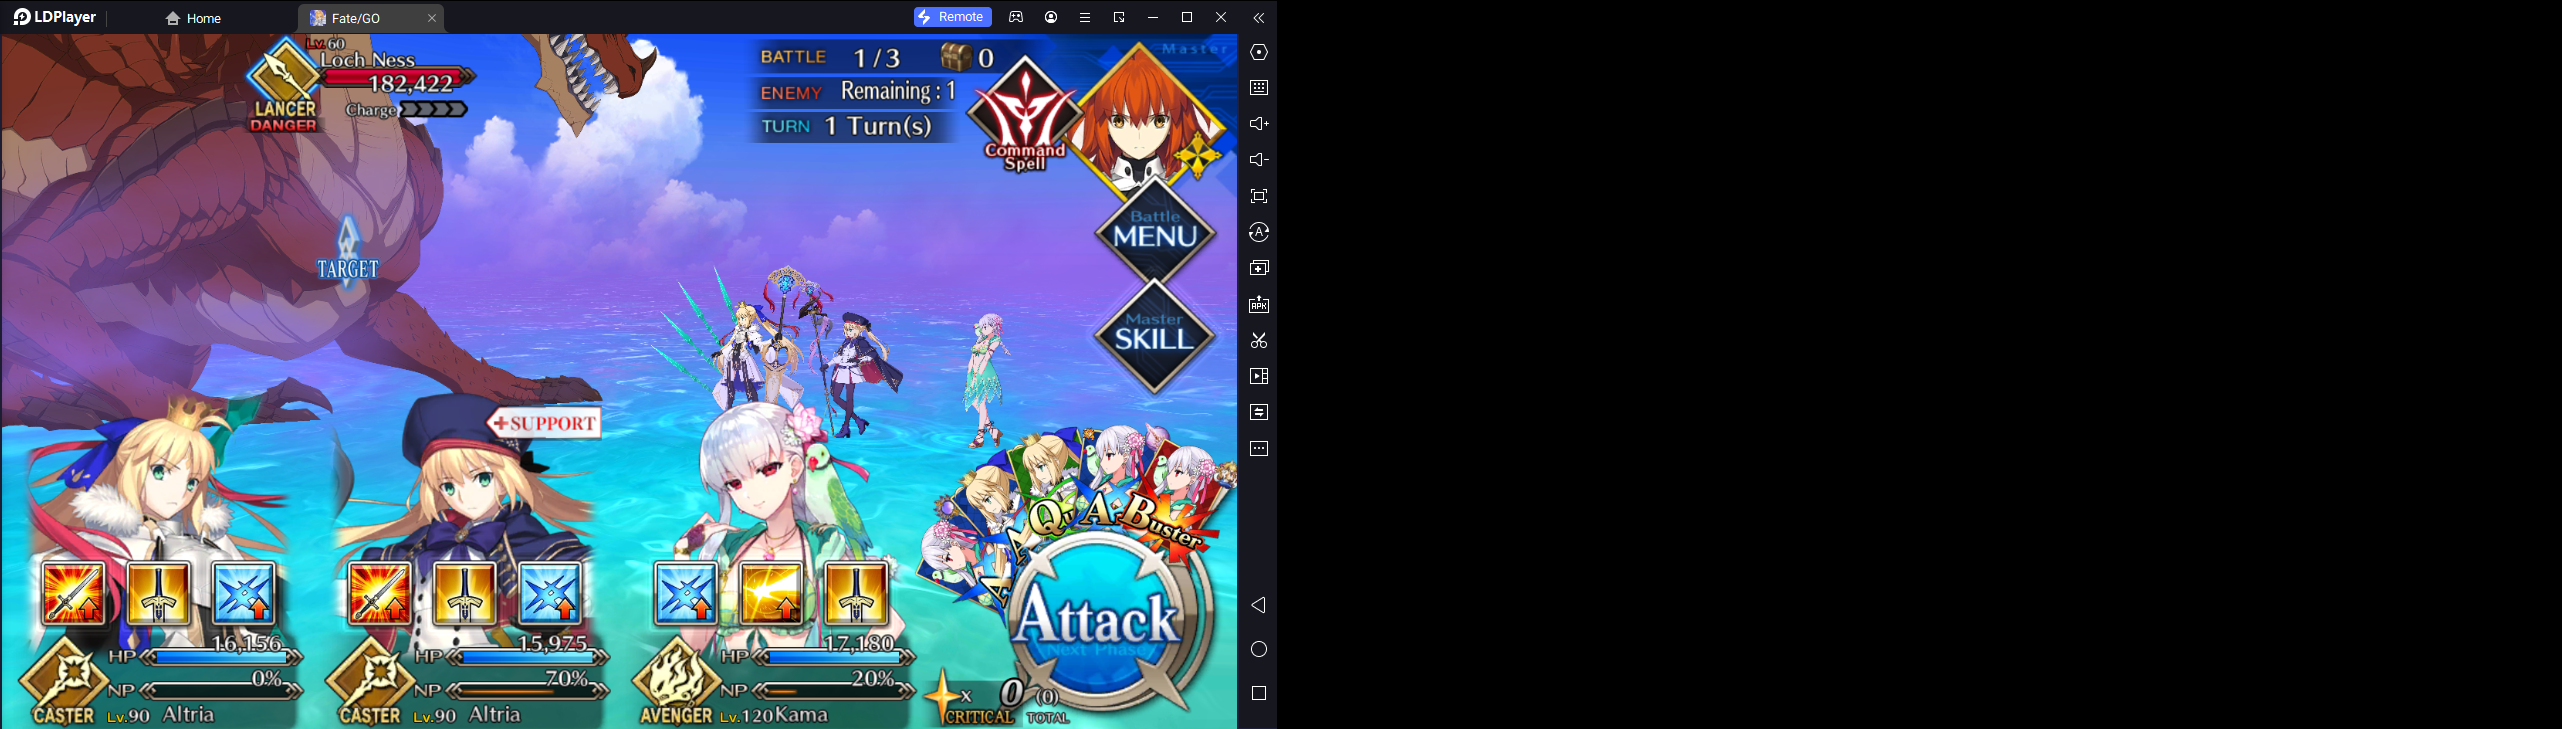 LDPlayer
Home
Fate/GO
Remote
Lv.60
Loch Ness
182,422
LANCER
DANGER
Charge
BATTLE 1/3 0
ENEMY Remaining : 1
TURN 1 Turn(s)
Master
Command
Spell
Battle
MENU
Master
SKILL
TARGET
+SUPPORT
A
A
Qu
A
Buster
Attack
Next Phase
HP 16,156
NP 0%
CASTER Lv.90 Altria
HP 15,975
NP 70%
CASTER Lv.90 Altria
HP 17,180
NP 20%
AVENGER Lv.120 Kama
x 0 (0)
CRITICAL TOTAL
A
APK